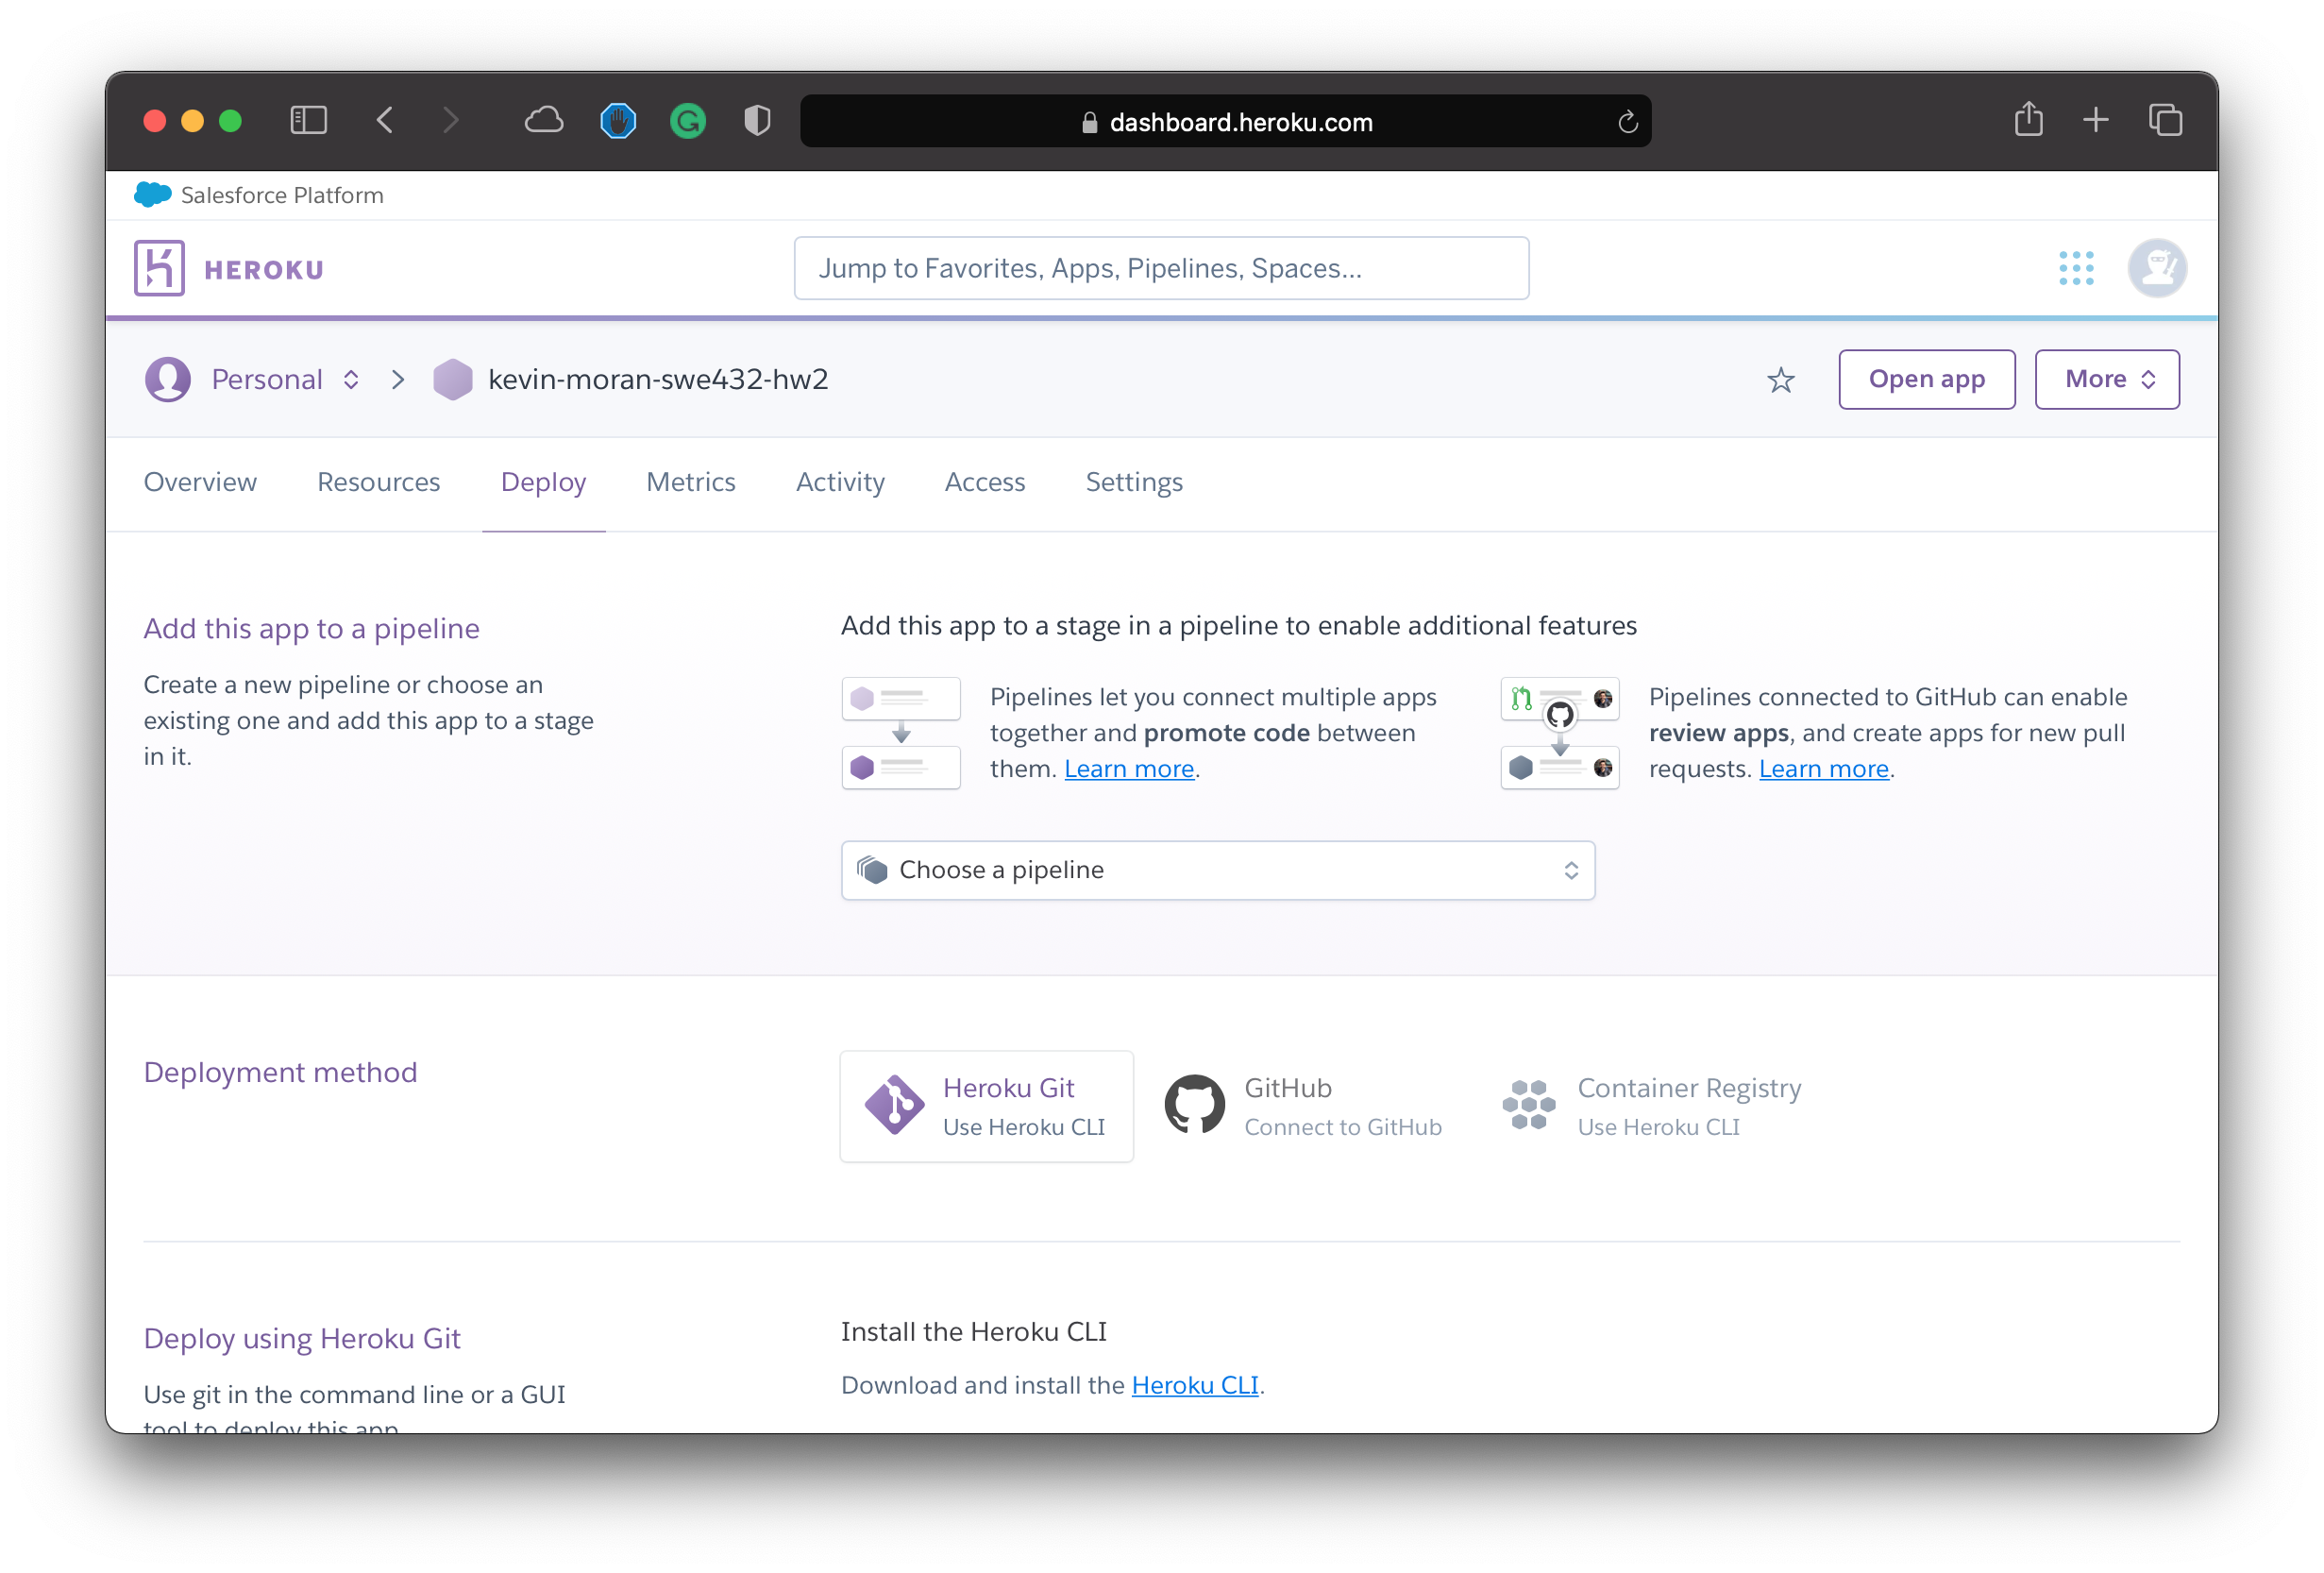 dashboard.heroku.com
Salesforce Platform
HEROKU
Jump to Favorites, Apps, Pipelines, Spaces...
Personal
kevin-moran-swe432-hw2
Open app
More
Overview
Resources
Deploy
Metrics
Activity
Access
Settings
Add this app to a pipeline
Create a new pipeline or choose an
existing one and add this app to a stage
in it.
Add this app to a stage in a pipeline to enable additional features
Pipelines let you connect multiple apps
together and promote code between
them. Learn more.
Pipelines connected to GitHub can enable
review apps, and create apps for new pull
requests. Learn more.
Choose a pipeline
Deployment method
Heroku Git
Use Heroku CLI
GitHub
Connect to GitHub
Container Registry
Use Heroku CLI
Deploy using Heroku Git
Use git in the command line or a GUI
tool to deploy this app
Install the Heroku CLI
Download and install the Heroku CLI.